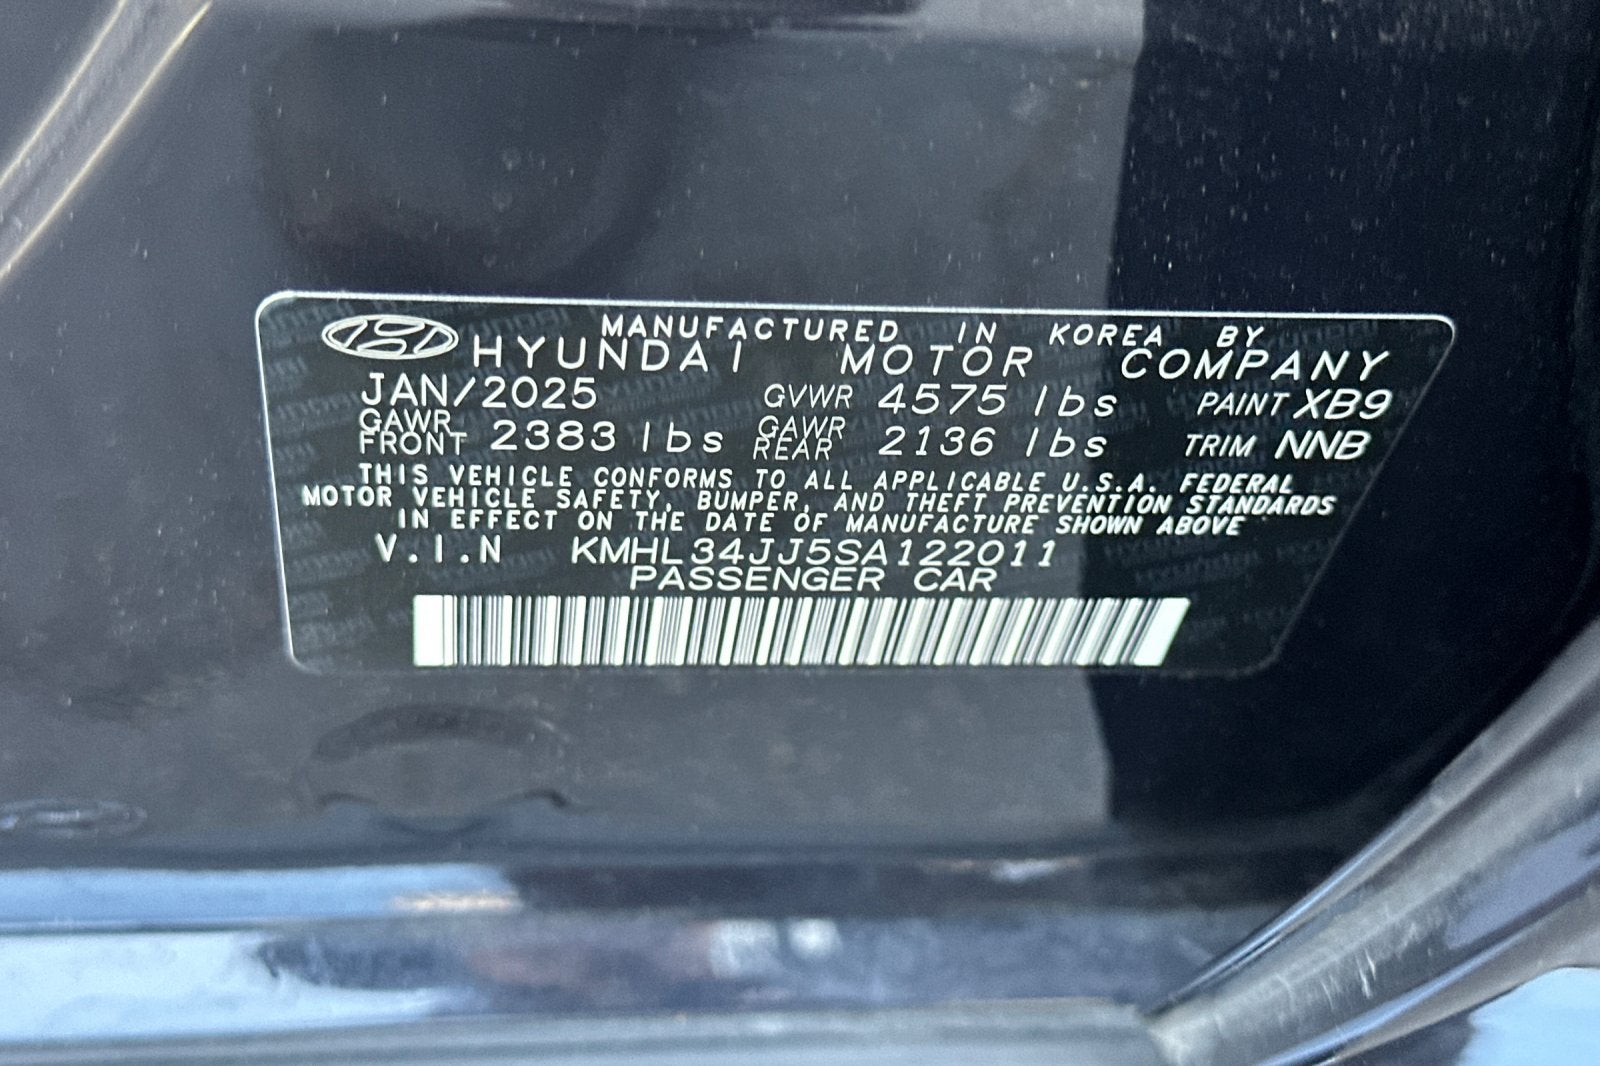 MANUFACTURED IN KOREA BY
HYUNDAI MOTOR COMPANY
JAN/2025 GVWR 4575 lbs PAINT XB9
GAWR FRONT 2383 lbs GAWR REAR 2136 lbs TRIM NNB
THIS VEHICLE CONFORMS TO ALL APPLICABLE U.S.A. FEDERAL
MOTOR VEHICLE SAFETY, BUMPER, AND THEFT PREVENTION STANDARDS
IN EFFECT ON THE DATE OF MANUFACTURE SHOWN ABOVE
V.I.N KMHL34JJ5SA122011
PASSENGER CAR